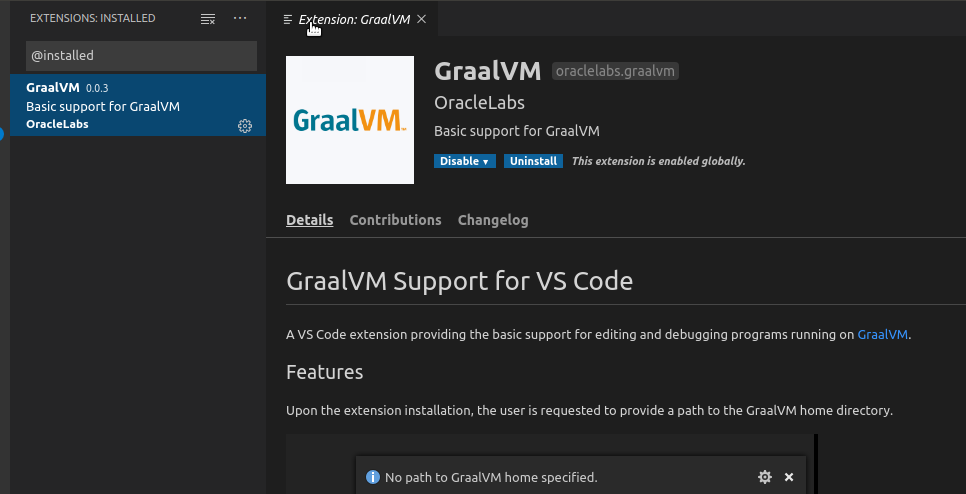 EXTENSIONS: INSTALLED
@installed
GraalVM 0.0.3
Basic support for GraalVM
OracleLabs
Extension: GraalVM
GraalVM™
GraalVM oraclelabs.graalvm
OracleLabs
Basic support for GraalVM
Disable Uninstall This extension is enabled globally.
Details Contributions Changelog
GraalVM Support for VS Code
A VS Code extension providing the basic support for editing and debugging programs running on GraalVM.
Features
Upon the extension installation, the user is requested to provide a path to the GraalVM home directory.
No path to GraalVM home specified.